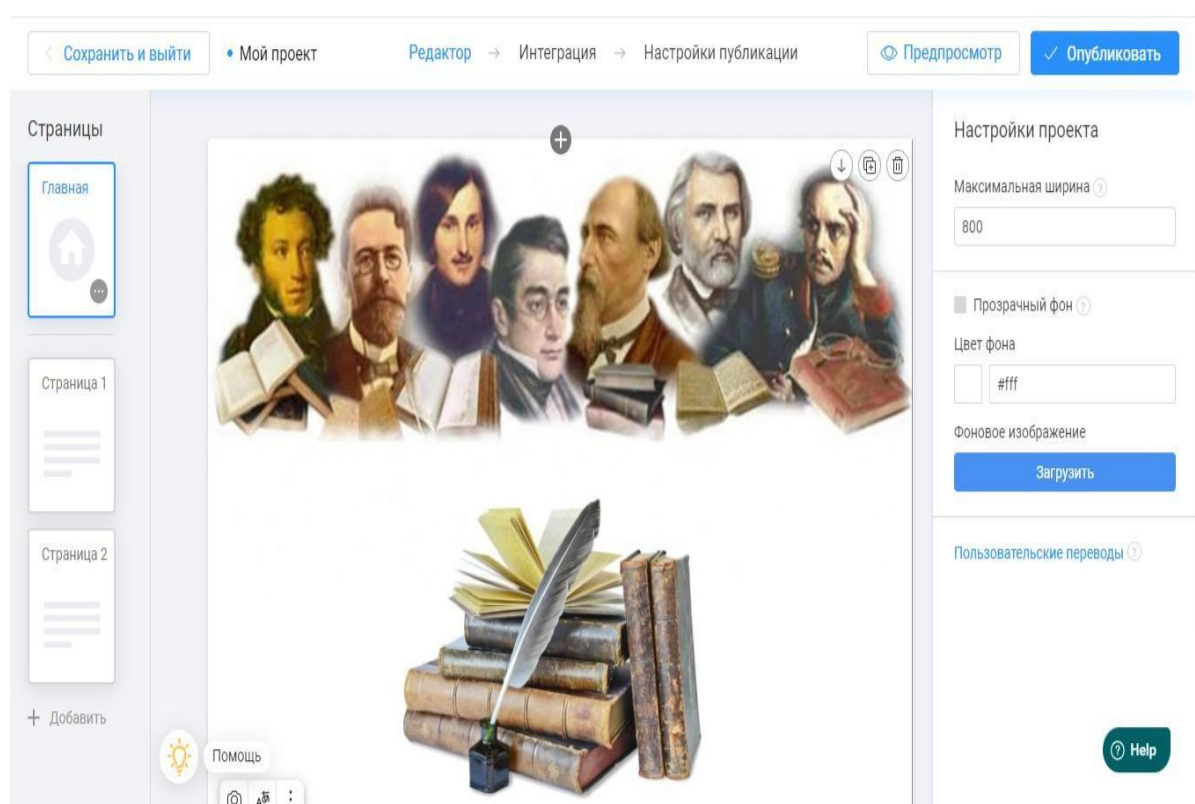 Сохранить и выйти
Мой проект
Редактор → Интеграция → Настройки публикации
Предпросмотр
Опубликовать
Страницы
Главная
Страница 1
Страница 2
+ Добавить
Помощь
Настройки проекта
Максимальная ширина ?
800
Прозрачный фон ?
Цвет фона
#fff
Фоновое изображение
Загрузить
Пользовательские переводы ?
? Help